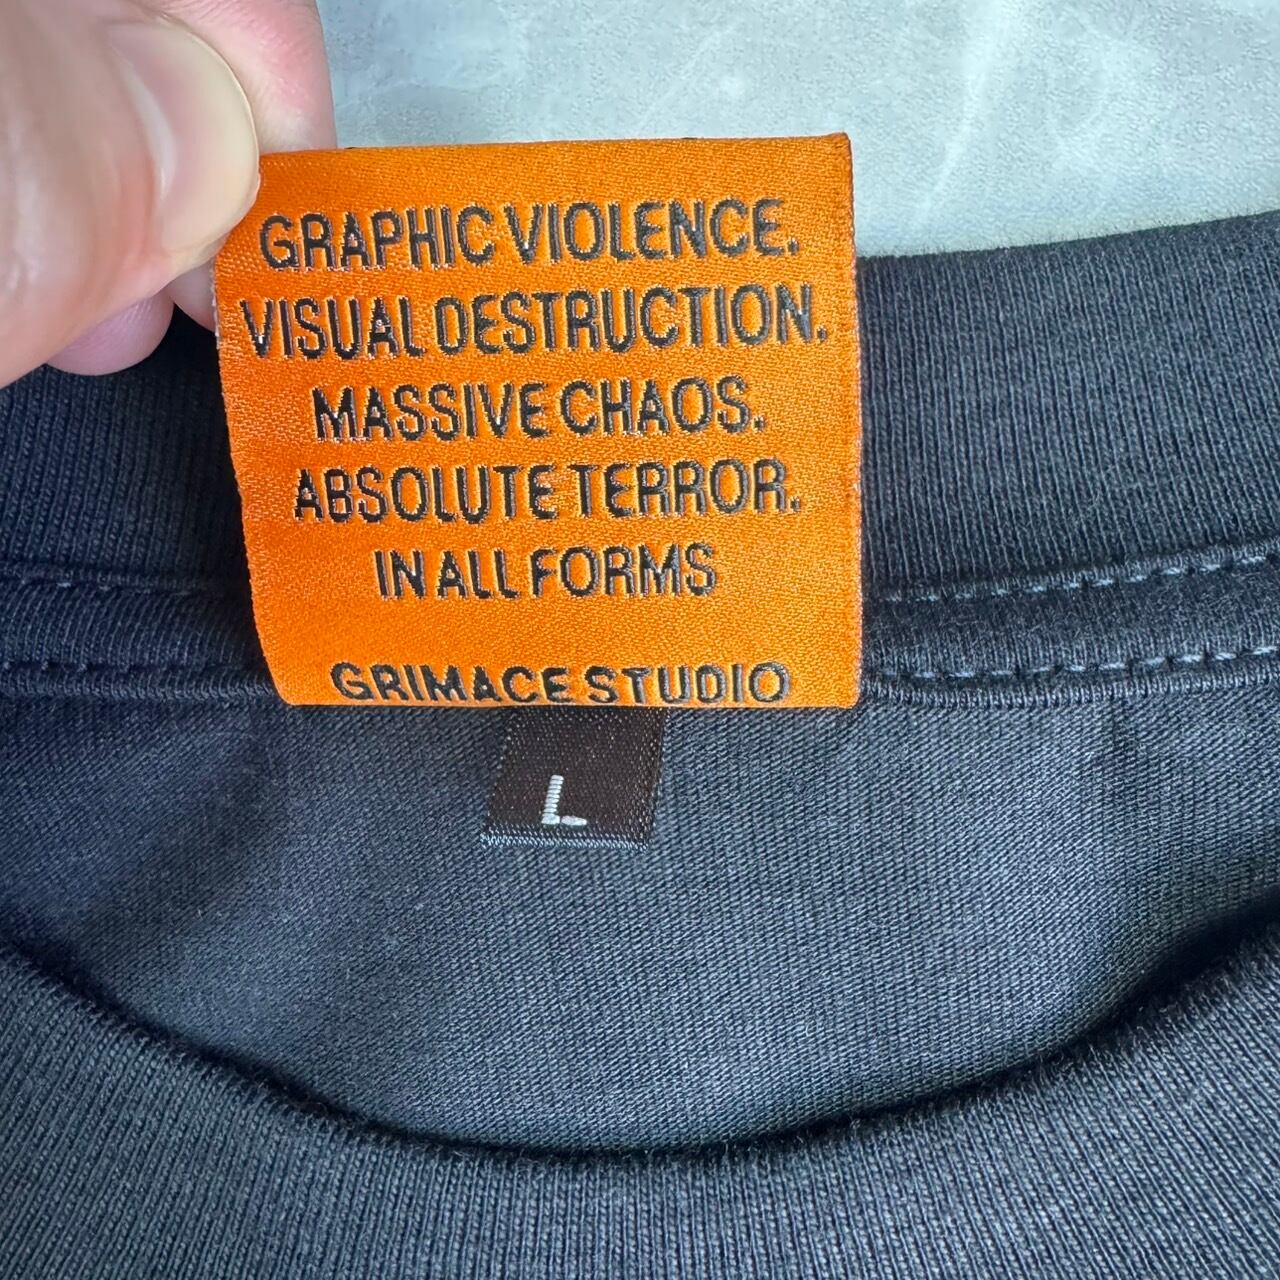 GRAPHIC VIOLENCE.
VISUAL DESTRUCTION.
MASSIVE CHAOS.
ABSOLUTE TERROR.
IN ALL FORMS
GRIMACE STUDIO
L